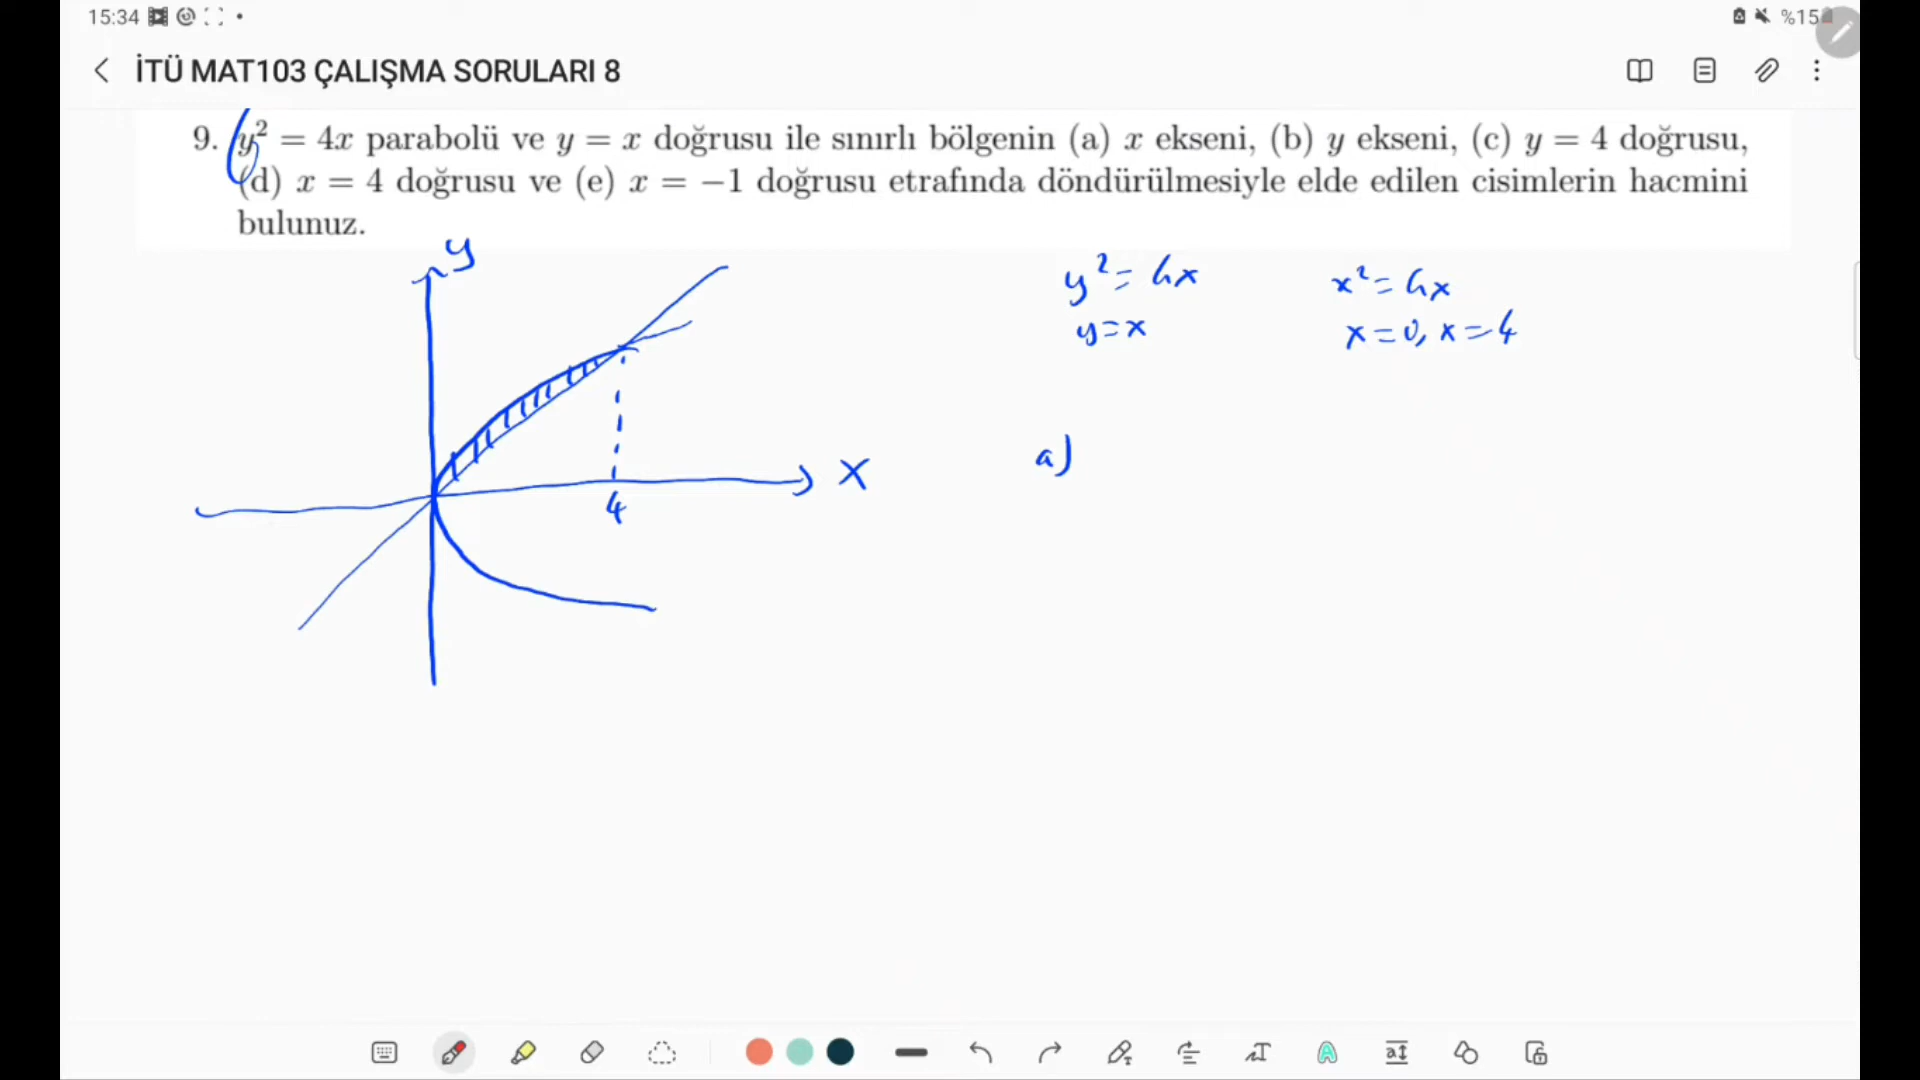 15:34
%15
İTÜ MAT103 ÇALIŞMA SORULARI 8
9. y² = 4x parabolü ve y = x doğrusu ile sınırlı bölgenin (a) x ekseni, (b) y ekseni, (c) y = 4 doğrusu,
(d) x = 4 doğrusu ve (e) x = −1 doğrusu etrafında döndürülmesiyle elde edilen cisimlerin hacmini
bulunuz.
y
y² = 4x
x² = 4x
y = x
x = 0, x = 4
a)
x
4